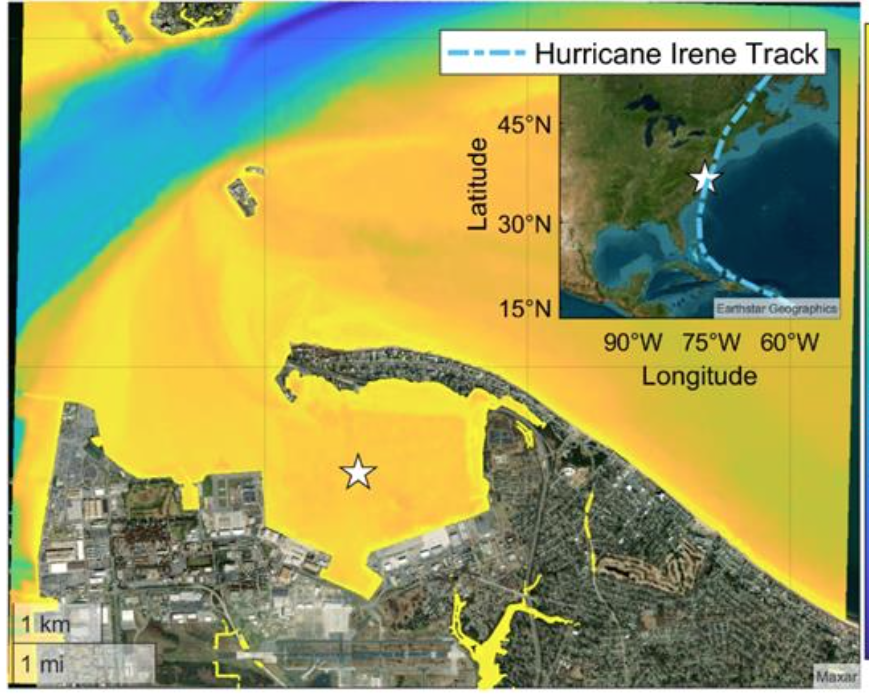 Hurricane Irene Track
45°N
30°N
15°N
Latitude
Earthstar Geographics
90°W 75°W 60°W
Longitude
1 km
1 mi
Maxar